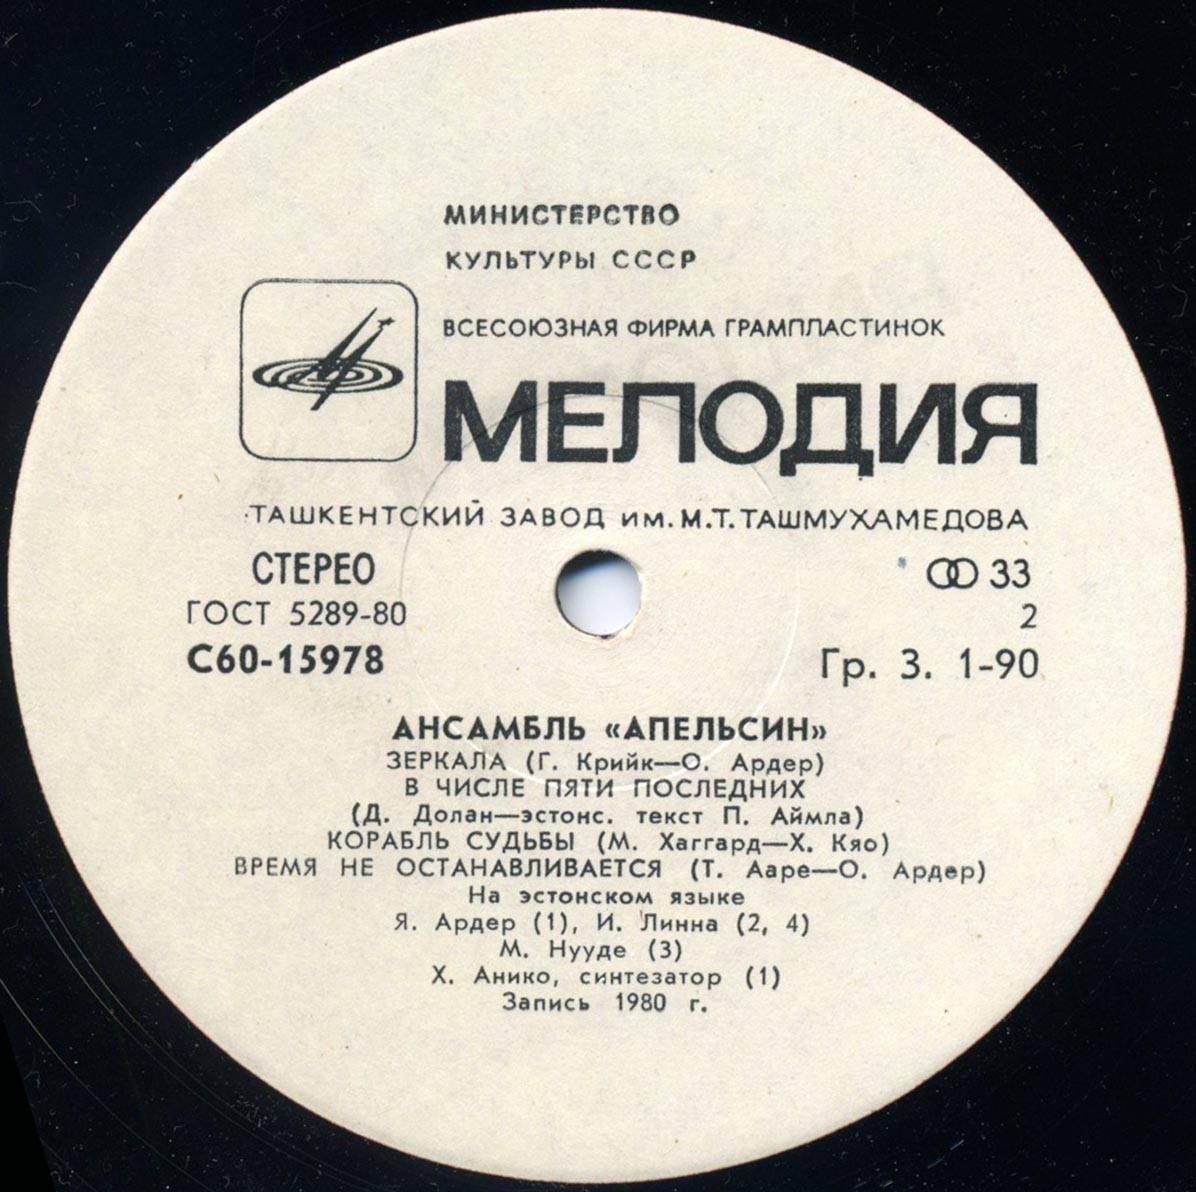 МИНИСТЕРСТВО
КУЛЬТУРЫ СССР
ВСЕСОЮЗНАЯ ФИРМА ГРАМПЛАСТИНОК
МЕЛОДИЯ
ТАШКЕНТСКИЙ ЗАВОД им. М.Т. ТАШМУХАМЕДОВА
СТЕРЕО
33
ГОСТ 5289-80
2
С60-15978
Гр. 3. 1-90
АНСАМБЛЬ «АПЕЛЬСИН»
ЗЕРКАЛА (Г. Крийк—О. Ардер)
В ЧИСЛЕ ПЯТИ ПОСЛЕДНИХ
(Д. Долан—эстонс. текст П. Аймла)
КОРАБЛЬ СУДЬБЫ (М. Хаггард—Х. Кяо)
ВРЕМЯ НЕ ОСТАНАВЛИВАЕТСЯ (Т. Ааре—О. Ардер)
На эстонском языке
Я. Ардер (1), И. Линна (2, 4)
М. Нууде (3)
Х. Анико, синтезатор (1)
Запись 1980 г.